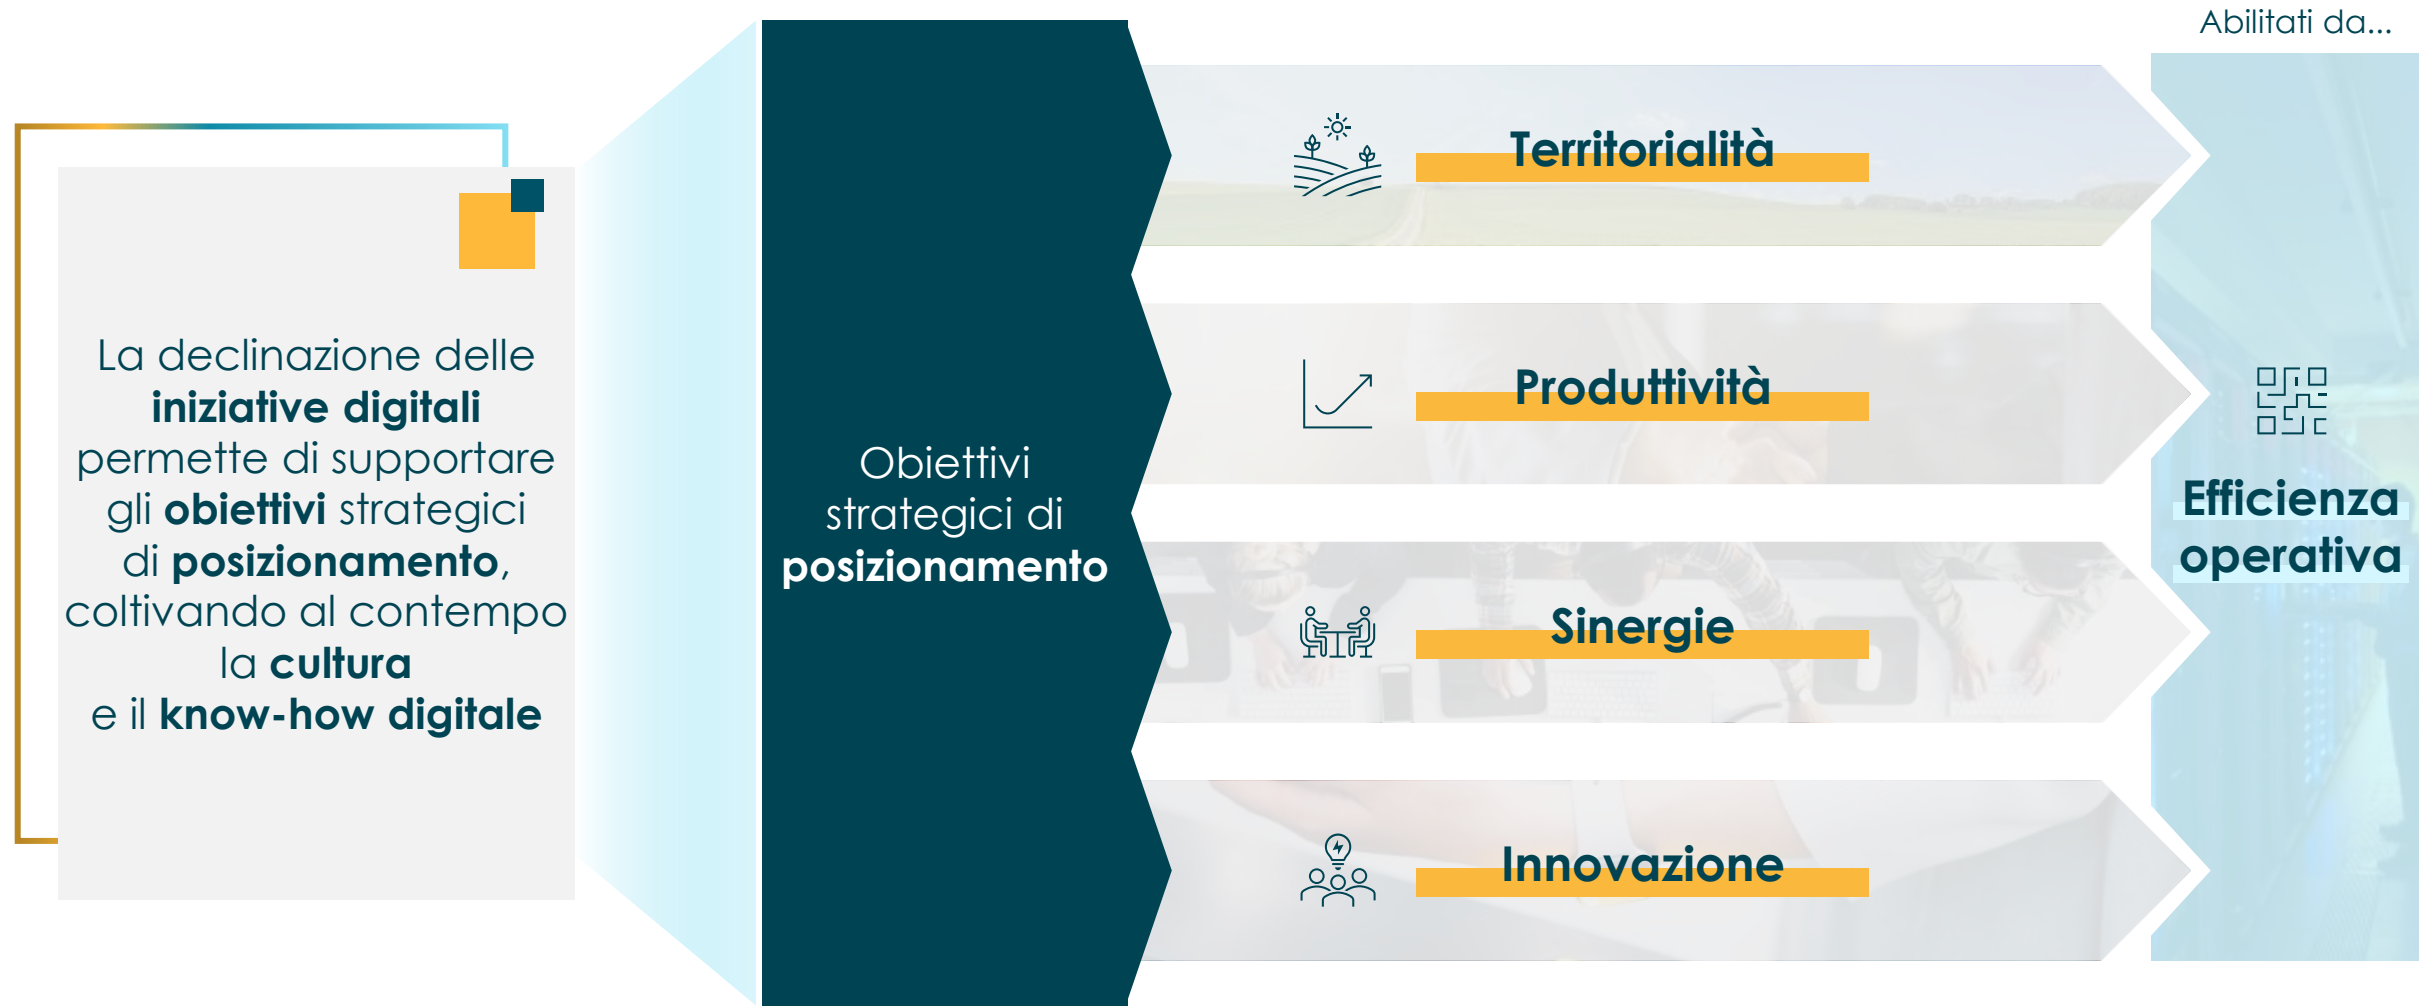 La declinazione delle
iniziative digitali
permette di supportare
gli obiettivi strategici
di posizionamento,
coltivando al contempo
la cultura
e il know-how digitale
Obiettivi
strategici di
posizionamento
Territorialità
Produttività
Sinergie
Innovazione
Abilitati da...
Efficienza
operativa